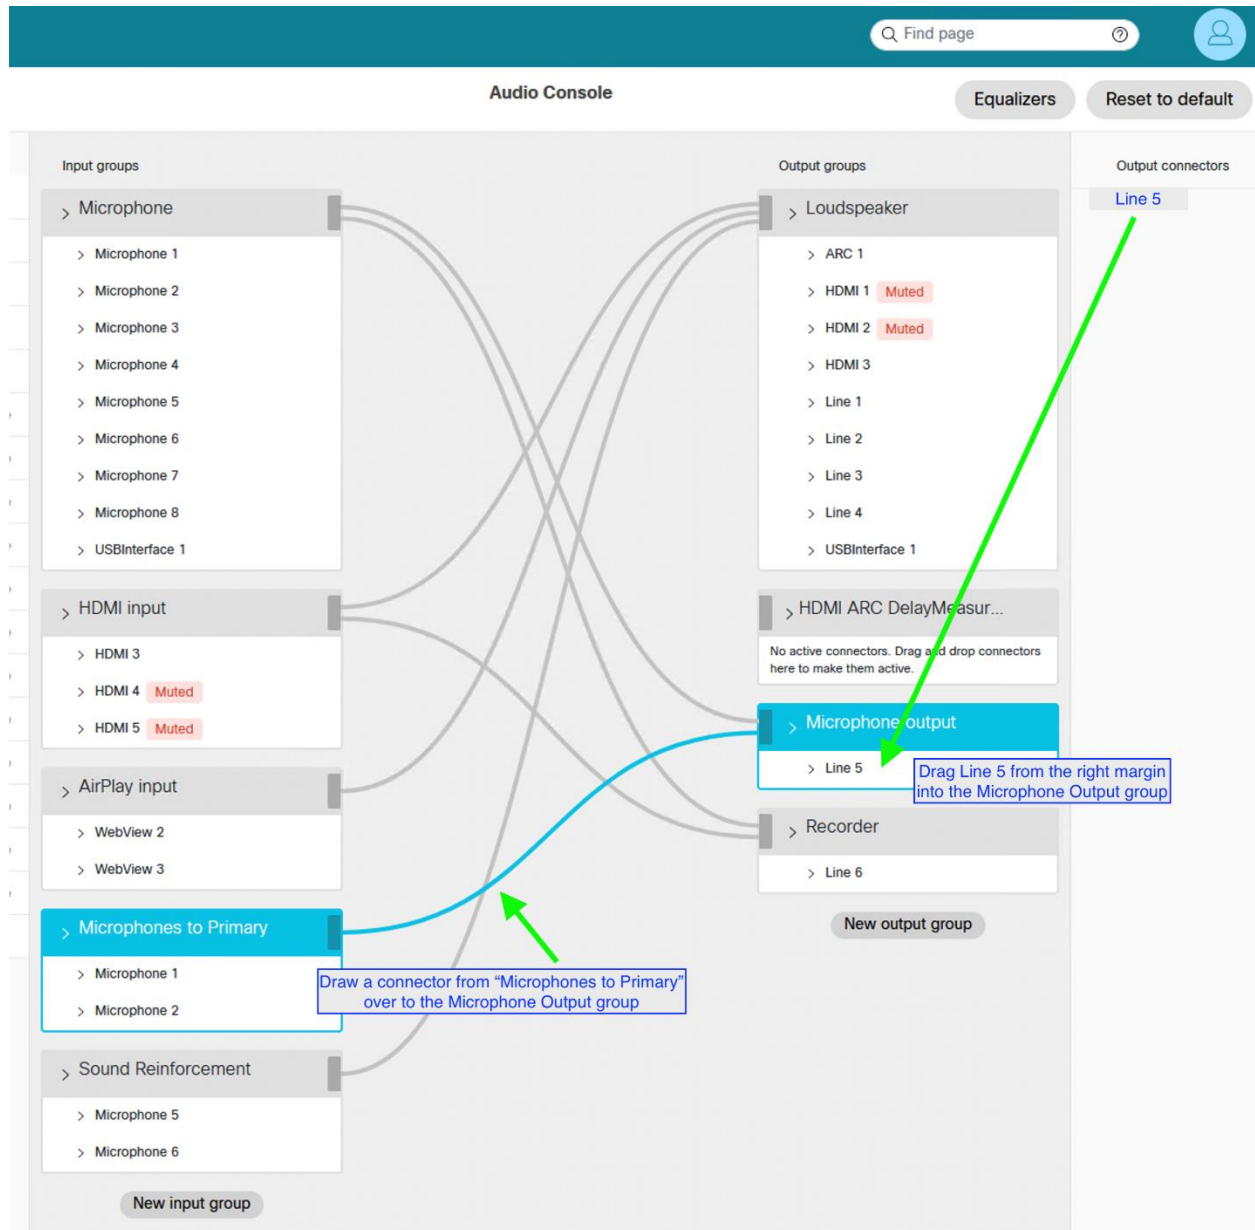 Find page
Audio Console
Equalizers
Reset to default
Input groups
Microphone
Microphone 1
Microphone 2
Microphone 3
Microphone 4
Microphone 5
Microphone 6
Microphone 7
Microphone 8
USBInterface 1
HDMI input
HDMI 3
HDMI 4 Muted
HDMI 5 Muted
AirPlay input
WebView 2
WebView 3
Microphones to Primary
Microphone 1
Microphone 2
Sound Reinforcement
Microphone 5
Microphone 6
New input group
Draw a connector from “Microphones to Primary”
over to the Microphone Output group
Output groups
Loudspeaker
ARC 1
HDMI 1 Muted
HDMI 2 Muted
HDMI 3
Line 1
Line 2
Line 3
Line 4
USBInterface 1
HDMI ARC DelayMeasur...
No active connectors. Drag and drop connectors
here to make them active.
Microphone output
Line 5
Drag Line 5 from the right margin
into the Microphone Output group
Recorder
Line 6
New output group
Output connectors
Line 5